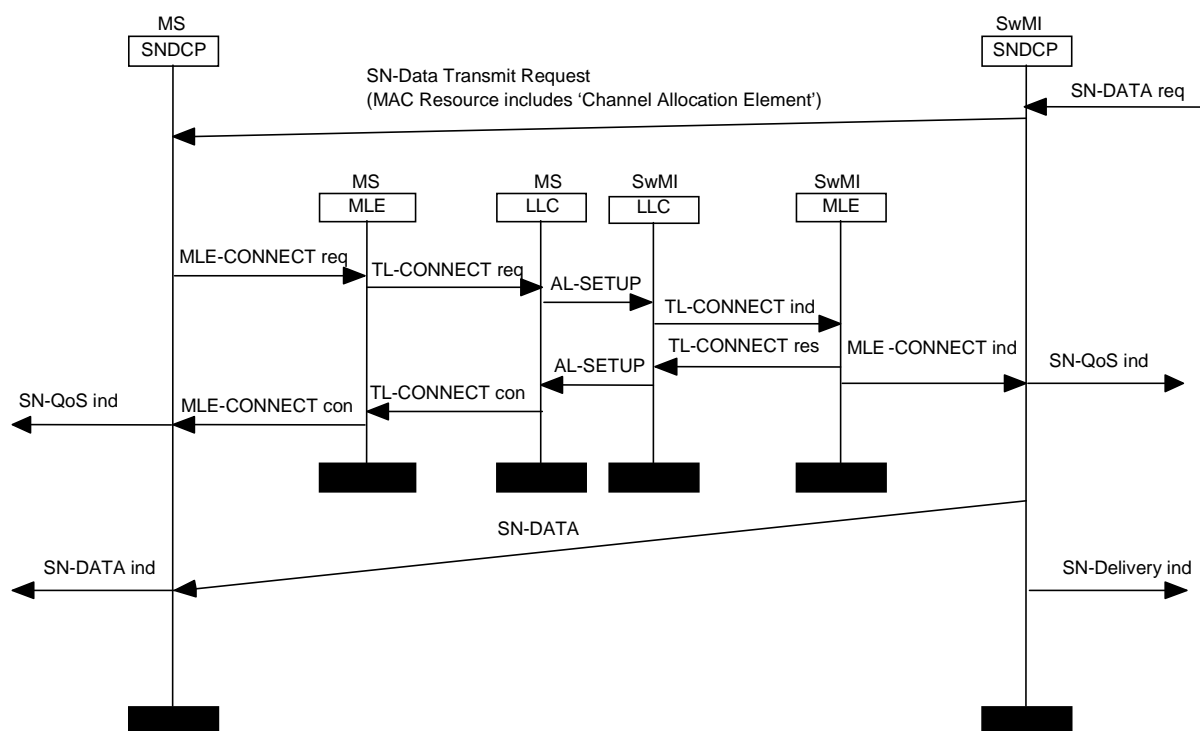 MS
SwMI
SNDCP
SNDCP
SN-Data Transmit Request
(MAC Resource includes ‘Channel Allocation Element’)
SN-DATA req
MS
MS
SwMI
SwMI
MLE
LLC
LLC
MLE
MLE-CONNECT req
TL-CONNECT req
AL-SETUP
TL-CONNECT ind
TL-CONNECT res
MLE-CONNECT ind
AL-SETUP
SN-QoS ind
TL-CONNECT con
SN-QoS ind
MLE-CONNECT con
SN-DATA
SN-DATA ind
SN-Delivery ind